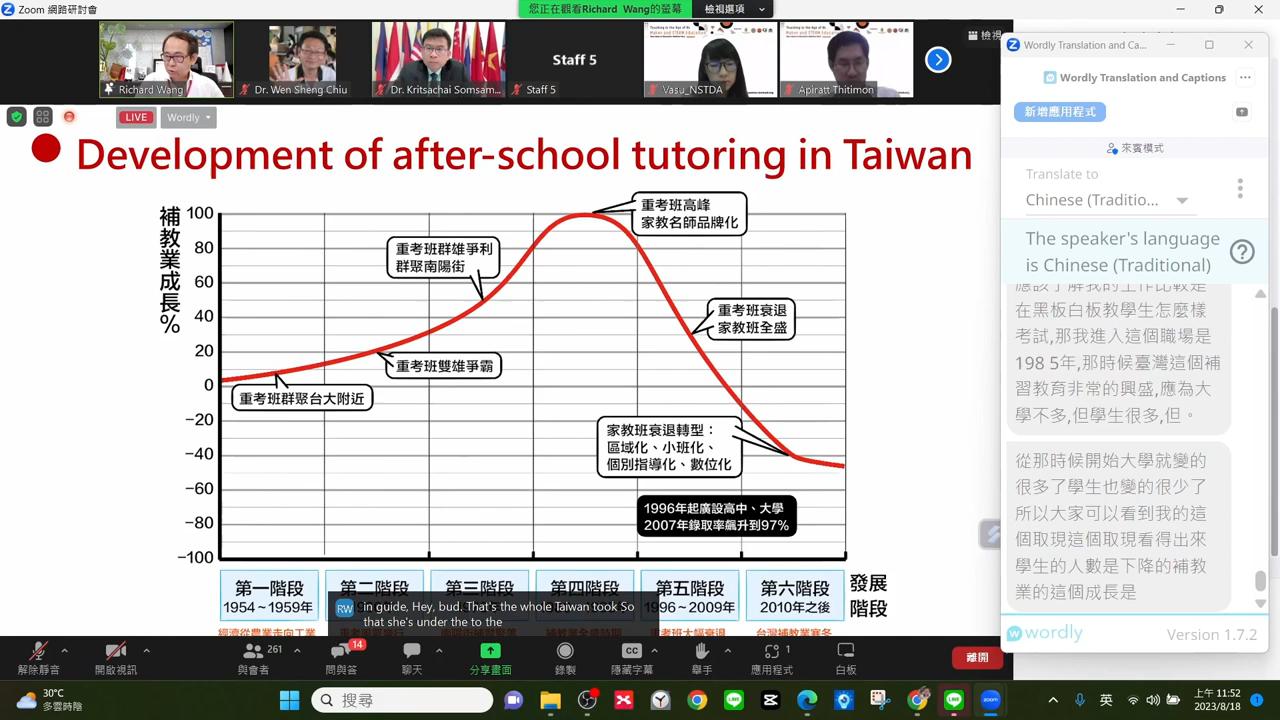 Zoom 網路研討會
您正在觀看Richard Wang的螢幕
檢視選項
Richard Wang
Dr. Wen Sheng Chiu
Dr. Kritsachai Somsam...
Staff 5
Staff 5
Vasu_NSTDA
Apiratt Thitimon
檢視
LIVE
Wordly
Development of after-school tutoring in Taiwan
補教業成長%
100
80
60
40
20
0
−20
−40
−60
−80
−100
重考班高峰
家教名師品牌化
重考班群雄爭利
群聚南陽街
重考班衰退
家教班全盛
重考班雙雄爭霸
重考班群聚台大附近
家教班衰退轉型：
區域化、小班化、
個別指導化、數位化
1996年起廣設高中、大學
2007年錄取率飆升到97%
第一階段
1954～1959年
第二階段
第三階段
第四階段
第五階段
1996～2009年
第六階段
2010年之後
發展
階段
RW
in guide, Hey, bud. That's the whole Taiwan took So
that she's under the to the
Wordly Translation and Ca...
Wordly Translation and Captions
新增應用程式
來賓模式
Translate to
Chinese (Traditio...
The speaker's language
is Chinese (Traditional)
應該了解我的工作比較是
在黑板白板教學生怎麼樣
考試,那我進入這個職場是
198 5年,那時候臺灣這個補
習教育非常的興盛,應為大
學不多,但學生很多,但。
從那時候開始大學就變的
很多了學生也變的很少了
所以大家可以看到我的這
個取現這個取現看得出來
學生的人數是下降的補教
業的這個成長是
wordly
Version 1.7.2
解除靜音
開啟視訊
261
與會者
14
問與答
聊天
分享畫面
錄製
CC
隱藏字幕
舉手
1
應用程式
白板
離開
30°C
多雲時陰
搜尋
英
上午 11:52
2023/8/18